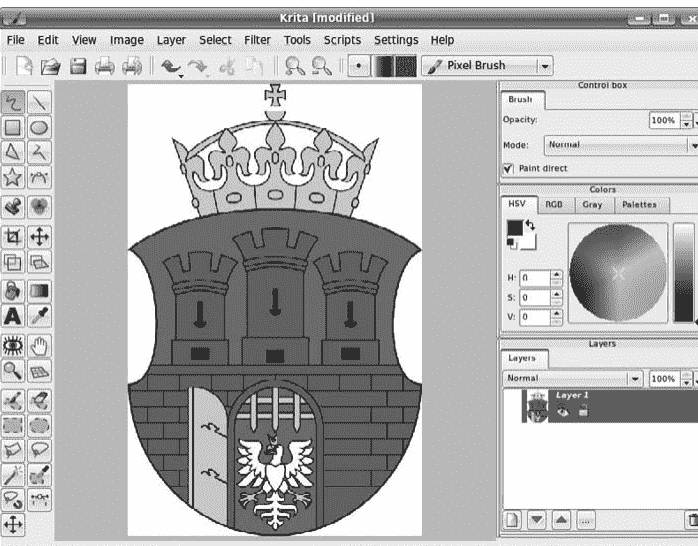 Krita [modified]
File Edit View Image Layer Select Filter Tools Scripts Settings Help
Pixel Brush
Control box
Brush
Opacity: 100%
Mode: Normal
Paint direct
Colors
HSV RGB Gray Palettes
H: 0
S: 0
V: 0
Layers
Layers
Normal 100%
Layer 1
A
...